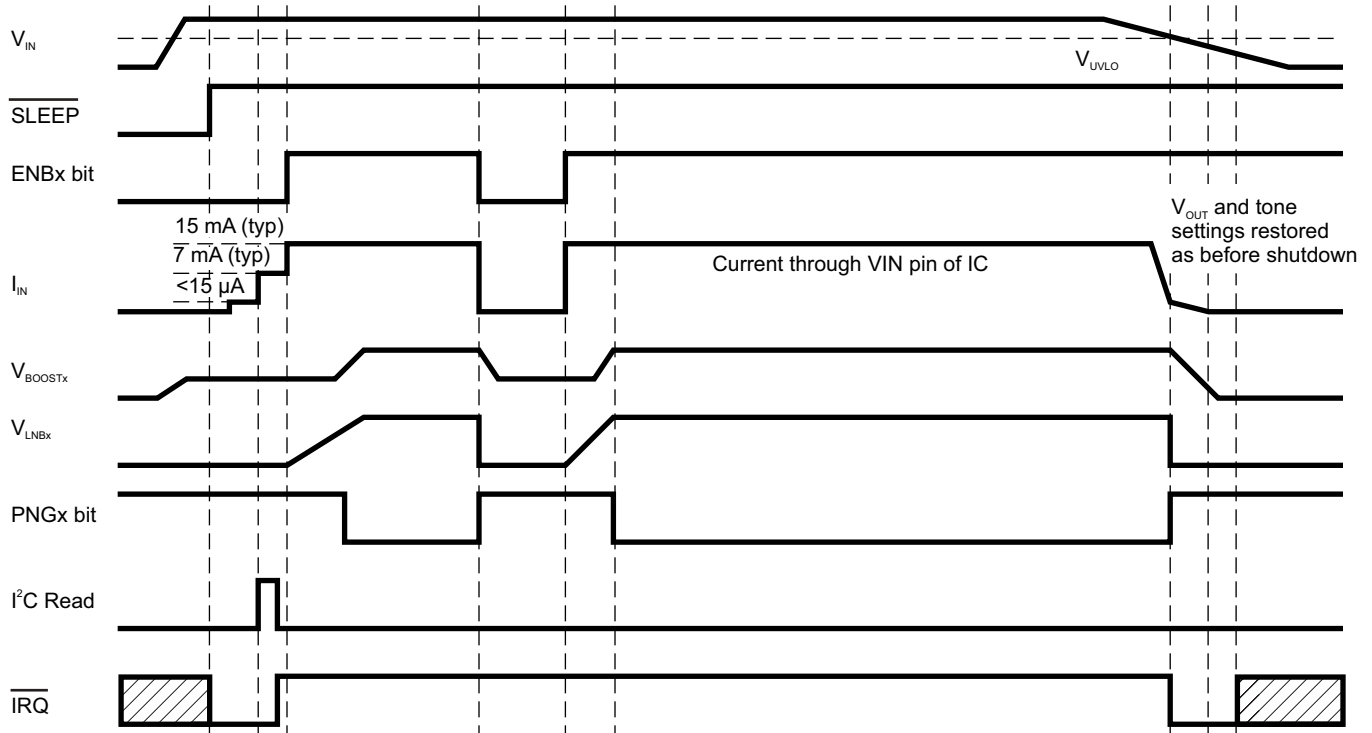 V_IN
V_UVLO
SLEEP
ENBx bit
15 mA (typ)
7 mA (typ)
<15 µA
I_IN
Current through VIN pin of IC
V_OUT and tone
settings restored
as before shutdown
V_BOOSTx
V_LNBx
PNGx bit
I²C Read
IRQ